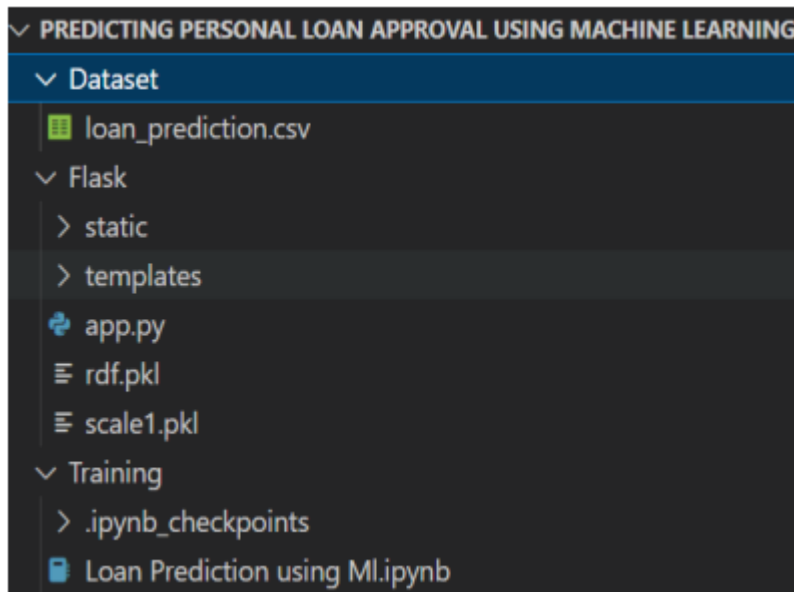 PREDICTING PERSONAL LOAN APPROVAL USING MACHINE LEARNING
Dataset
loan_prediction.csv
Flask
static
templates
app.py
rdf.pkl
scale1.pkl
Training
.ipynb_checkpoints
Loan Prediction using Ml.ipynb